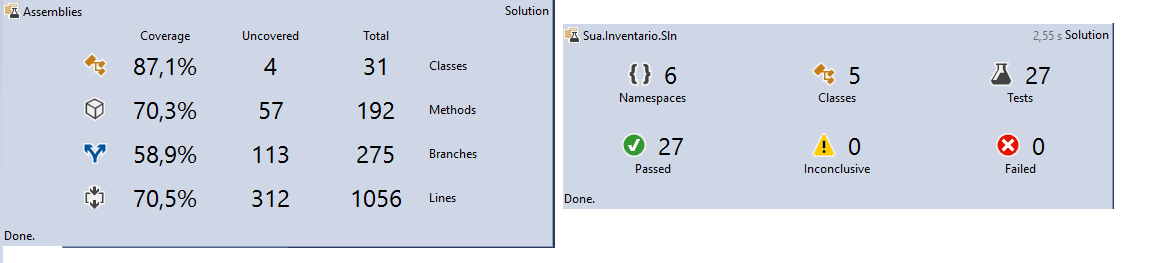 Assemblies Solution
Coverage Uncovered Total
87,1% 4 31 Classes
70,3% 57 192 Methods
58,9% 113 275 Branches
70,5% 312 1056 Lines
Done.
Sua.Inventario.Sln 2,55 s Solution
6 5 27
Namespaces Classes Tests
27 0 0
Passed Inconclusive Failed
Done.